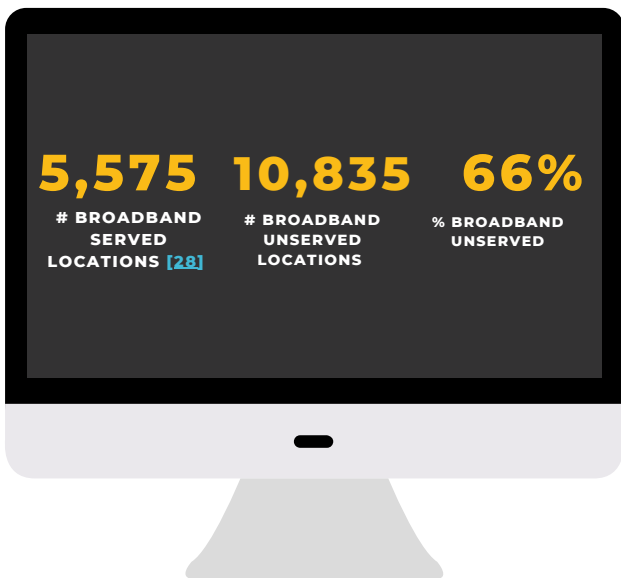 5,575
# BROADBAND
SERVED
LOCATIONS [28]
10,835
# BROADBAND
UNSERVED
LOCATIONS
66%
% BROADBAND
UNSERVED